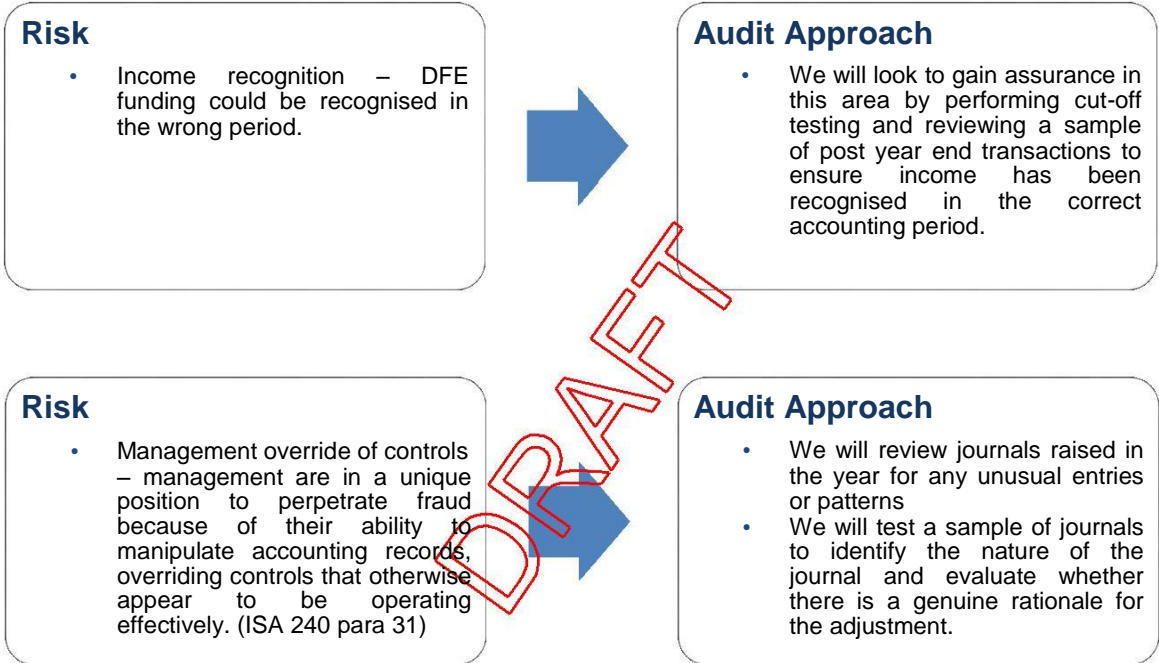 Risk
• Income recognition – DFE
funding could be recognised in
the wrong period.
Audit Approach
• We will look to gain assurance in
this area by performing cut-off
testing and reviewing a sample
of post year end transactions to
ensure income has been
recognised in the correct
accounting period.
DRAFT
Risk
• Management override of controls
– management are in a unique
position to perpetrate fraud
because of their ability to
manipulate accounting records,
overriding controls that otherwise
appear to be operating
effectively. (ISA 240 para 31)
Audit Approach
• We will review journals raised in
the year for any unusual entries
or patterns
• We will test a sample of journals
to identify the nature of the
journal and evaluate whether
there is a genuine rationale for
the adjustment.